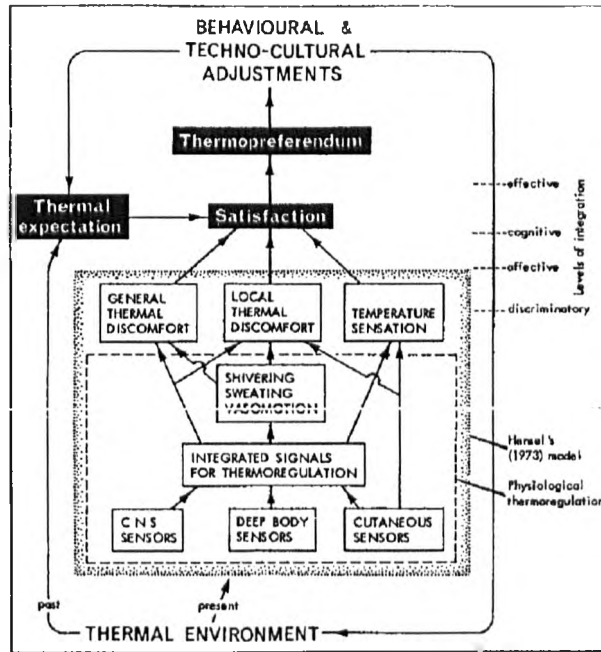 BEHAVIOURAL &
TECHNO-CULTURAL
ADJUSTMENTS
Thermopreferendum
Thermal
expectation
Satisfaction
effective
cognitive
affective
discriminatory
Levels of integration
GENERAL
THERMAL
DISCOMFORT
LOCAL
THERMAL
DISCOMFORT
TEMPERATURE
SENSATION
SHIVERING
SWEATING
VASOMOTION
INTEGRATED SIGNALS
FOR THERMOREGULATION
C N S
SENSORS
DEEP BODY
SENSORS
CUTANEOUS
SENSORS
Hensel's
(1973) model
Physiological
thermoregulation
past
present
THERMAL ENVIRONMENT